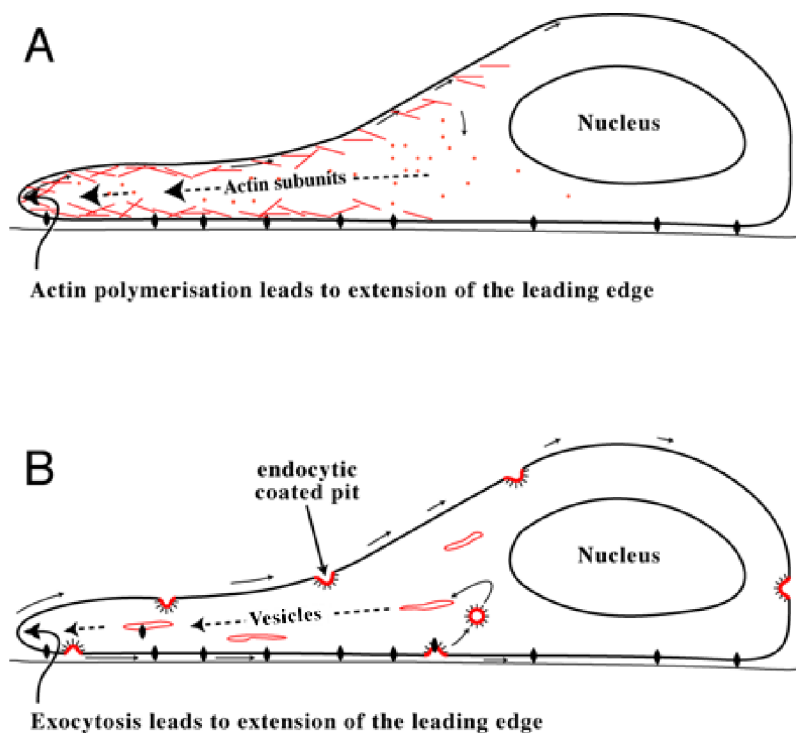 A
Nucleus
Actin subunits
Actin polymerisation leads to extension of the leading edge
B
endocytic
coated pit
Nucleus
Vesicles
Exocytosis leads to extension of the leading edge